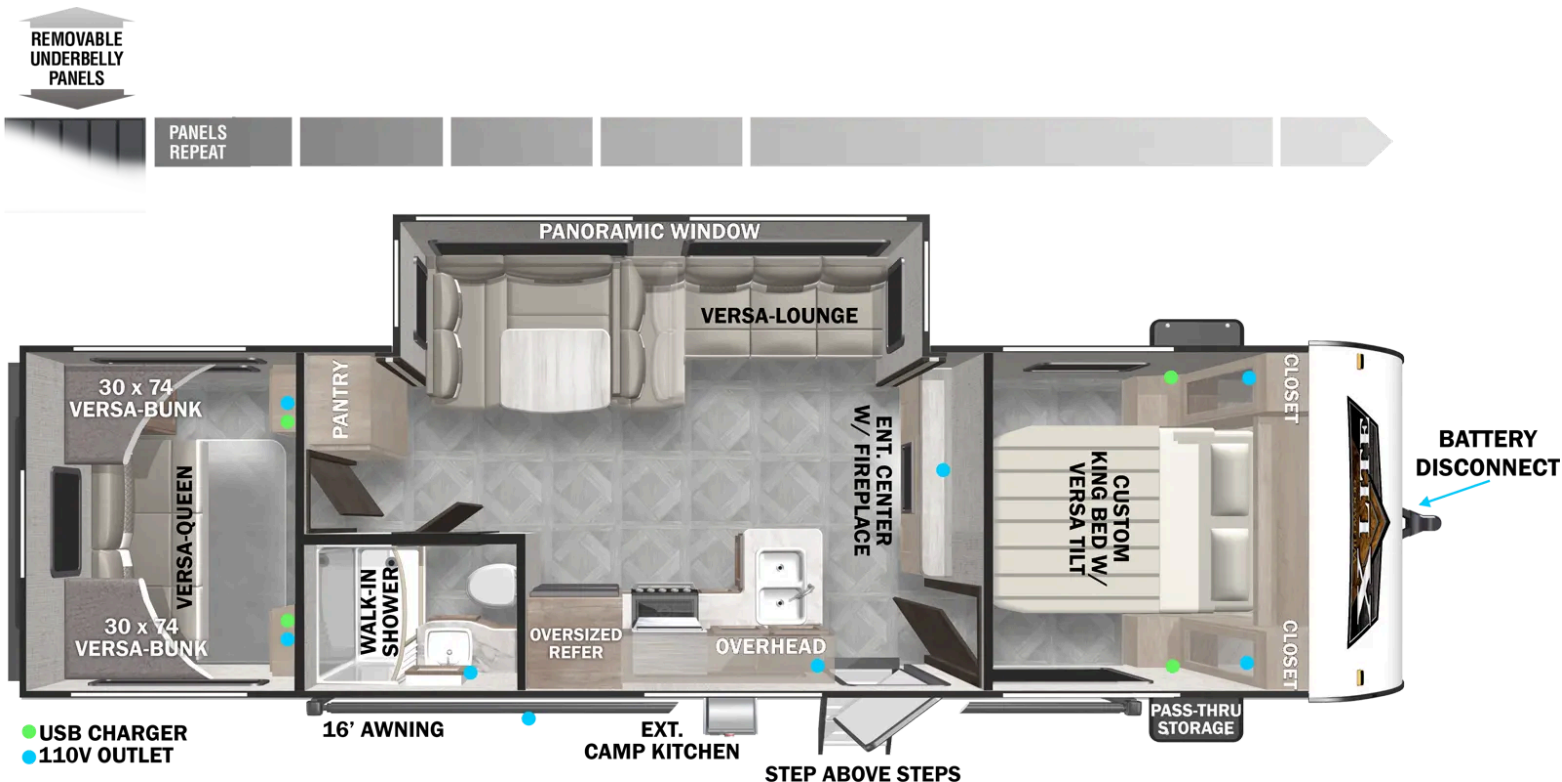 REMOVABLE
UNDERBELLY
PANELS
PANELS
REPEAT
PANORAMIC WINDOW
VERSA-LOUNGE
30 x 74
VERSA-BUNK
PANTRY
CLOSET
ENT. CENTER
W/ FIREPLACE
BATTERY
DISCONNECT
VERSA-QUEEN
CUSTOM
KING BED W/
VERSA TILT
WALK-IN
SHOWER
30 x 74
VERSA-BUNK
OVERSIZED
REFER
OVERHEAD
CLOSET
PASS-THRU
STORAGE
USB CHARGER
110V OUTLET
16' AWNING
EXT.
CAMP KITCHEN
STEP ABOVE STEPS